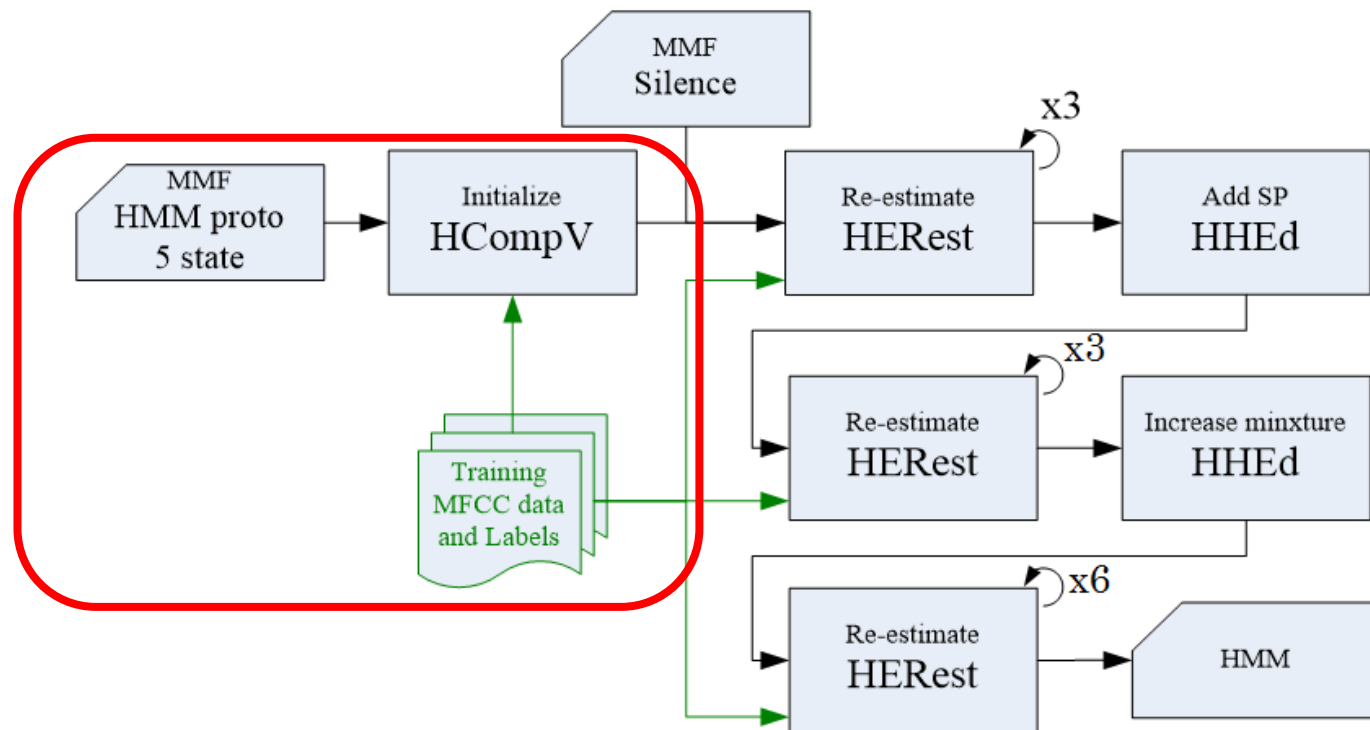 MMF
Silence
x3
MMF
HMM proto
5 state
Initialize
HCompV
Re-estimate
HERest
Add SP
HHEd
x3
Training
MFCC data
and Labels
Re-estimate
HERest
Increase minxture
HHEd
x6
Re-estimate
HERest
HMM